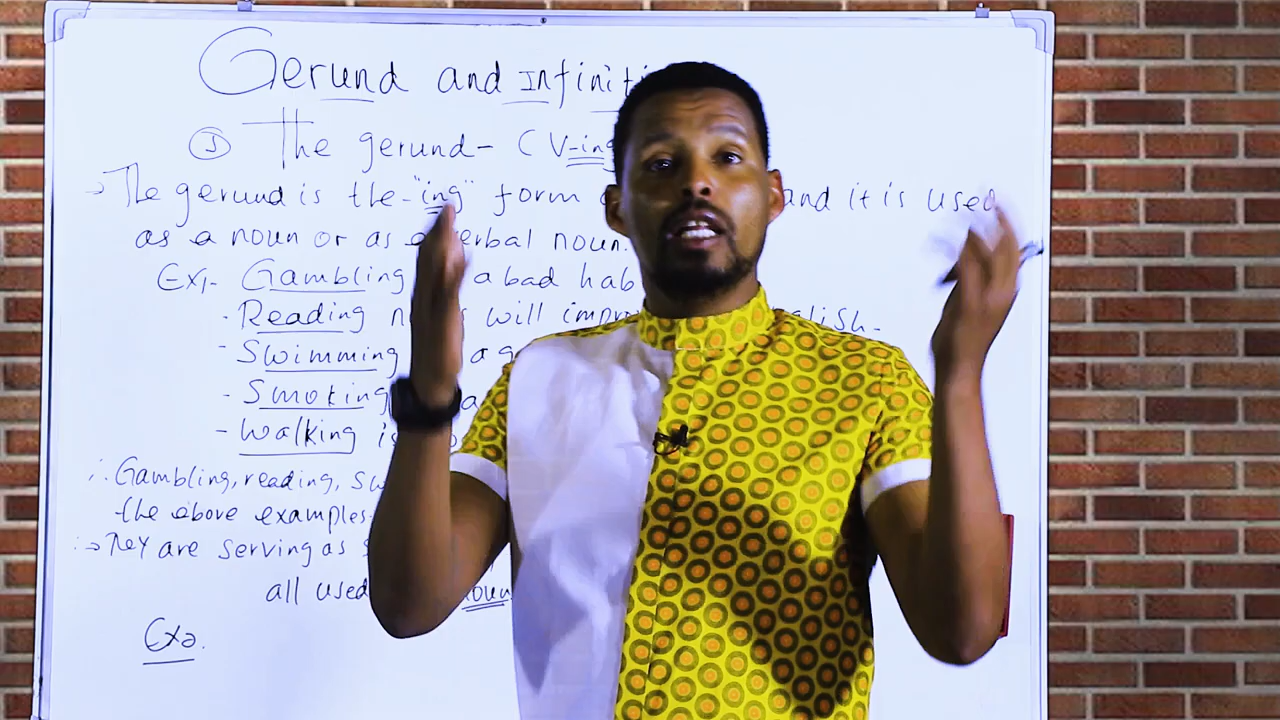 Gerund and Infiniti
① The gerund- (V-ing
→ The gerund is the "ing" form and it is used
as a noun or as a verbal noun.
Ex1- Gambling a bad hab
- Reading will impro glish.
- Swimming a g
- Smoking a
- Walking is
∴ Gambling, reading, sw
the above examples
∴→ They are serving as s
all used noun
Ex2.